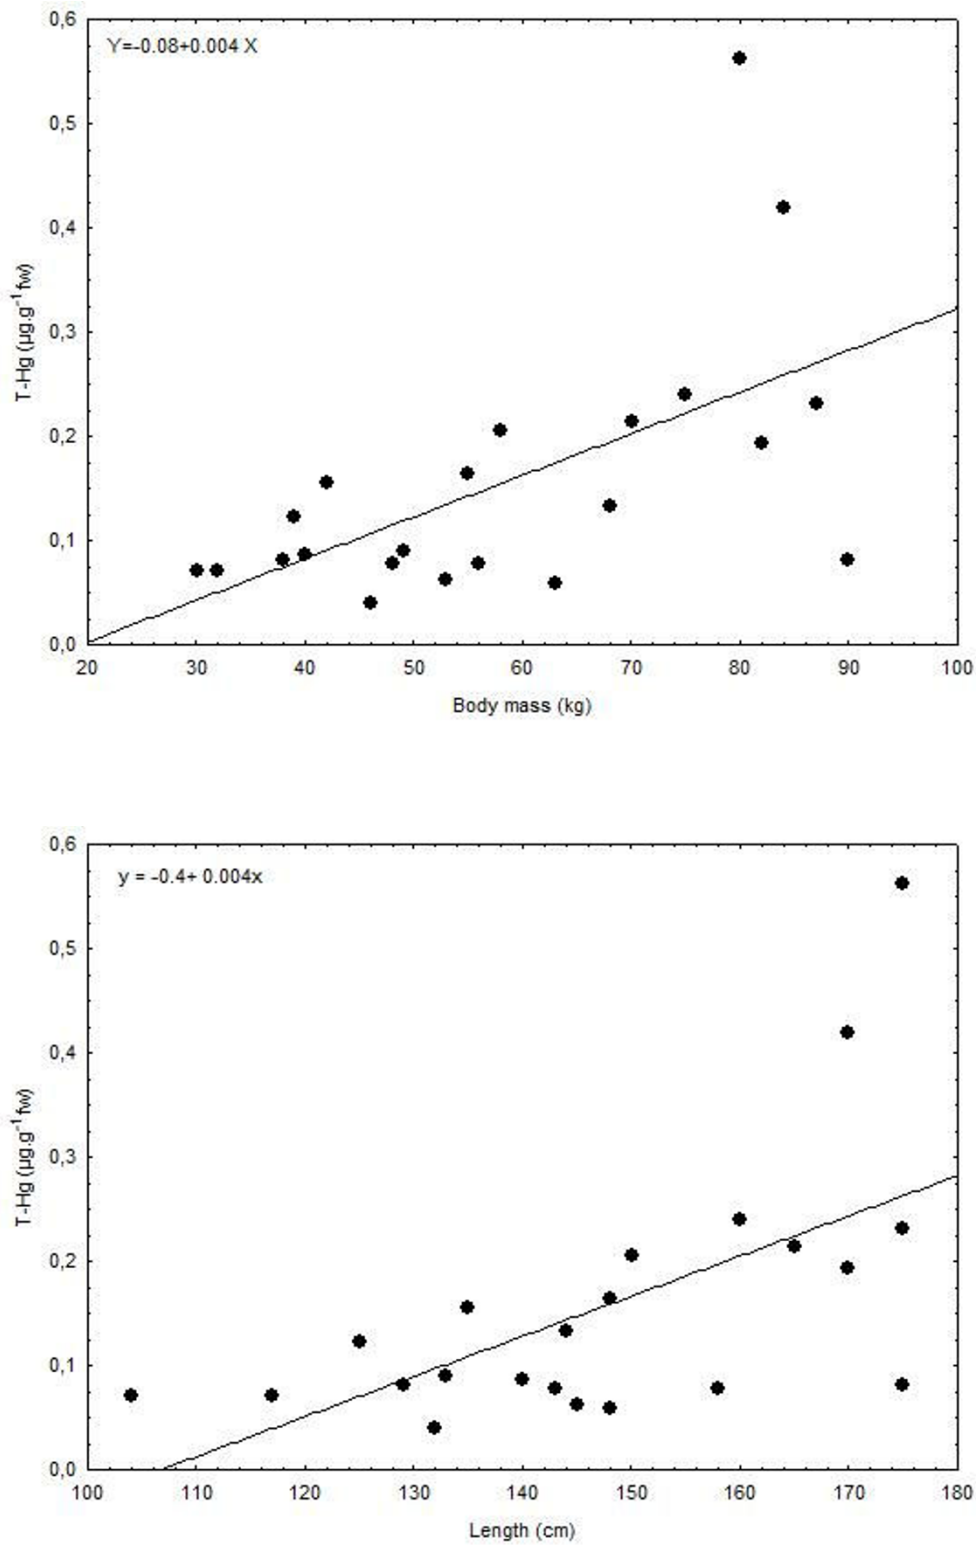 Y=-0.08+0.004 X
0,6
0,5
0,4
0,3
0,2
0,1
0,0
T-Hg (µg.g⁻¹ fw)
20 30 40 50 60 70 80 90 100
Body mass (kg)
y = -0.4+ 0.004x
0,6
0,5
0,4
0,3
0,2
0,1
0,0
T-Hg (µg.g⁻¹ fw)
100 110 120 130 140 150 160 170 180
Length (cm)